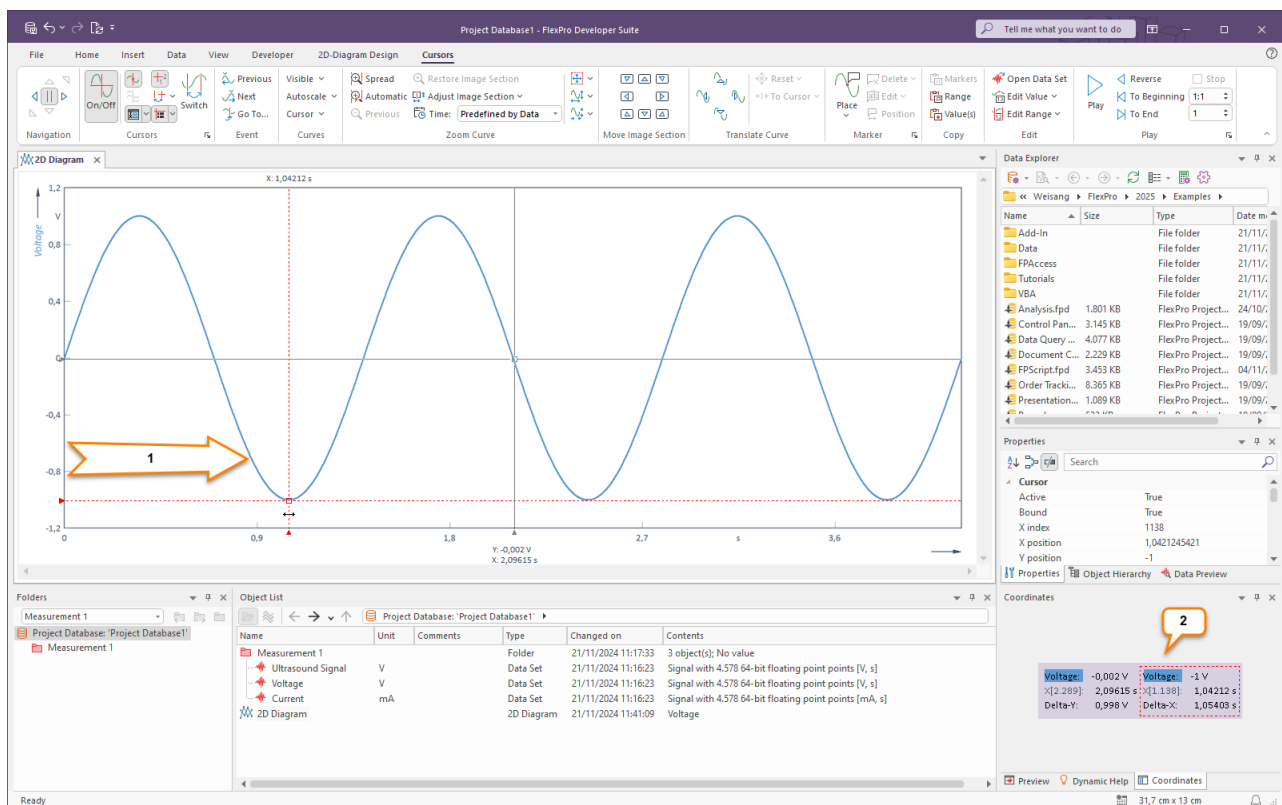 Project Database1 - FlexPro Developer Suite
Tell me what you want to do
File Home Insert Data View Developer 2D-Diagram Design Cursors
On/Off
Switch
Navigation
Cursors
Previous
Next
Go To...
Event
Visible
Autoscale
Cursor
Curves
Spread Restore Image Section
Automatic Adjust Image Section
Previous Time: Predefined by Data
Zoom Curve
Move Image Section
Reset
To Cursor
Translate Curve
Place
Delete
Edit
Position
Marker
Markers
Range
Value(s)
Copy
Open Data Set
Edit Value
Edit Range
Edit
Play
Reverse Stop
To Beginning 1:1
To End 1
Play
2D Diagram
X: 1,04212 s
1,2
V
Voltage
0,8
0,4
0
-0,4
-0,8
-1,2
1
0 0,9 1,8 2,7 s 3,6
Y: -0,002 V
X: 2,09615 s
Data Explorer
« Weisang FlexPro 2025 Examples
Name Size Type Date m
Add-In File folder 21/11/
Data File folder 21/11/
FPAccess File folder 21/11/
Tutorials File folder 21/11/
VBA File folder 21/11/
Analysis.fpd 1.801 KB FlexPro Project... 24/10/
Control Pan... 3.145 KB FlexPro Project... 19/09/
Data Query ... 4.077 KB FlexPro Project... 19/09/
Document C... 2.229 KB FlexPro Project... 19/09/
FPScript.fpd 3.453 KB FlexPro Project... 04/11/
Order Tracki... 8.365 KB FlexPro Project... 19/09/
Presentation... 1.089 KB FlexPro Project... 19/09/
Properties
Search
Cursor
Active True
Bound True
X index 1138
X position 1,0421245421
Y position -1
Properties Object Hierarchy Data Preview
Folders
Measurement 1
Project Database: 'Project Database1'
Measurement 1
Object List
Project Database: 'Project Database1'
Name Unit Comments Type Changed on Contents
Measurement 1 Folder 21/11/2024 11:17:33 3 object(s); No value
Ultrasound Signal V Data Set 21/11/2024 11:16:23 Signal with 4.578 64-bit floating point points [V, s]
Voltage V Data Set 21/11/2024 11:16:23 Signal with 4.578 64-bit floating point points [V, s]
Current mA Data Set 21/11/2024 11:16:23 Signal with 4.578 64-bit floating point points [mA, s]
2D Diagram 2D Diagram 21/11/2024 11:41:09 Voltage
Coordinates
2
Voltage: -0,002 V Voltage: -1 V
X[2.289]: 2,09615 s X[1.138]: 1,04212 s
Delta-Y: 0,998 V Delta-X: 1,05403 s
Preview Dynamic Help Coordinates
Ready
31,7 cm x 13 cm